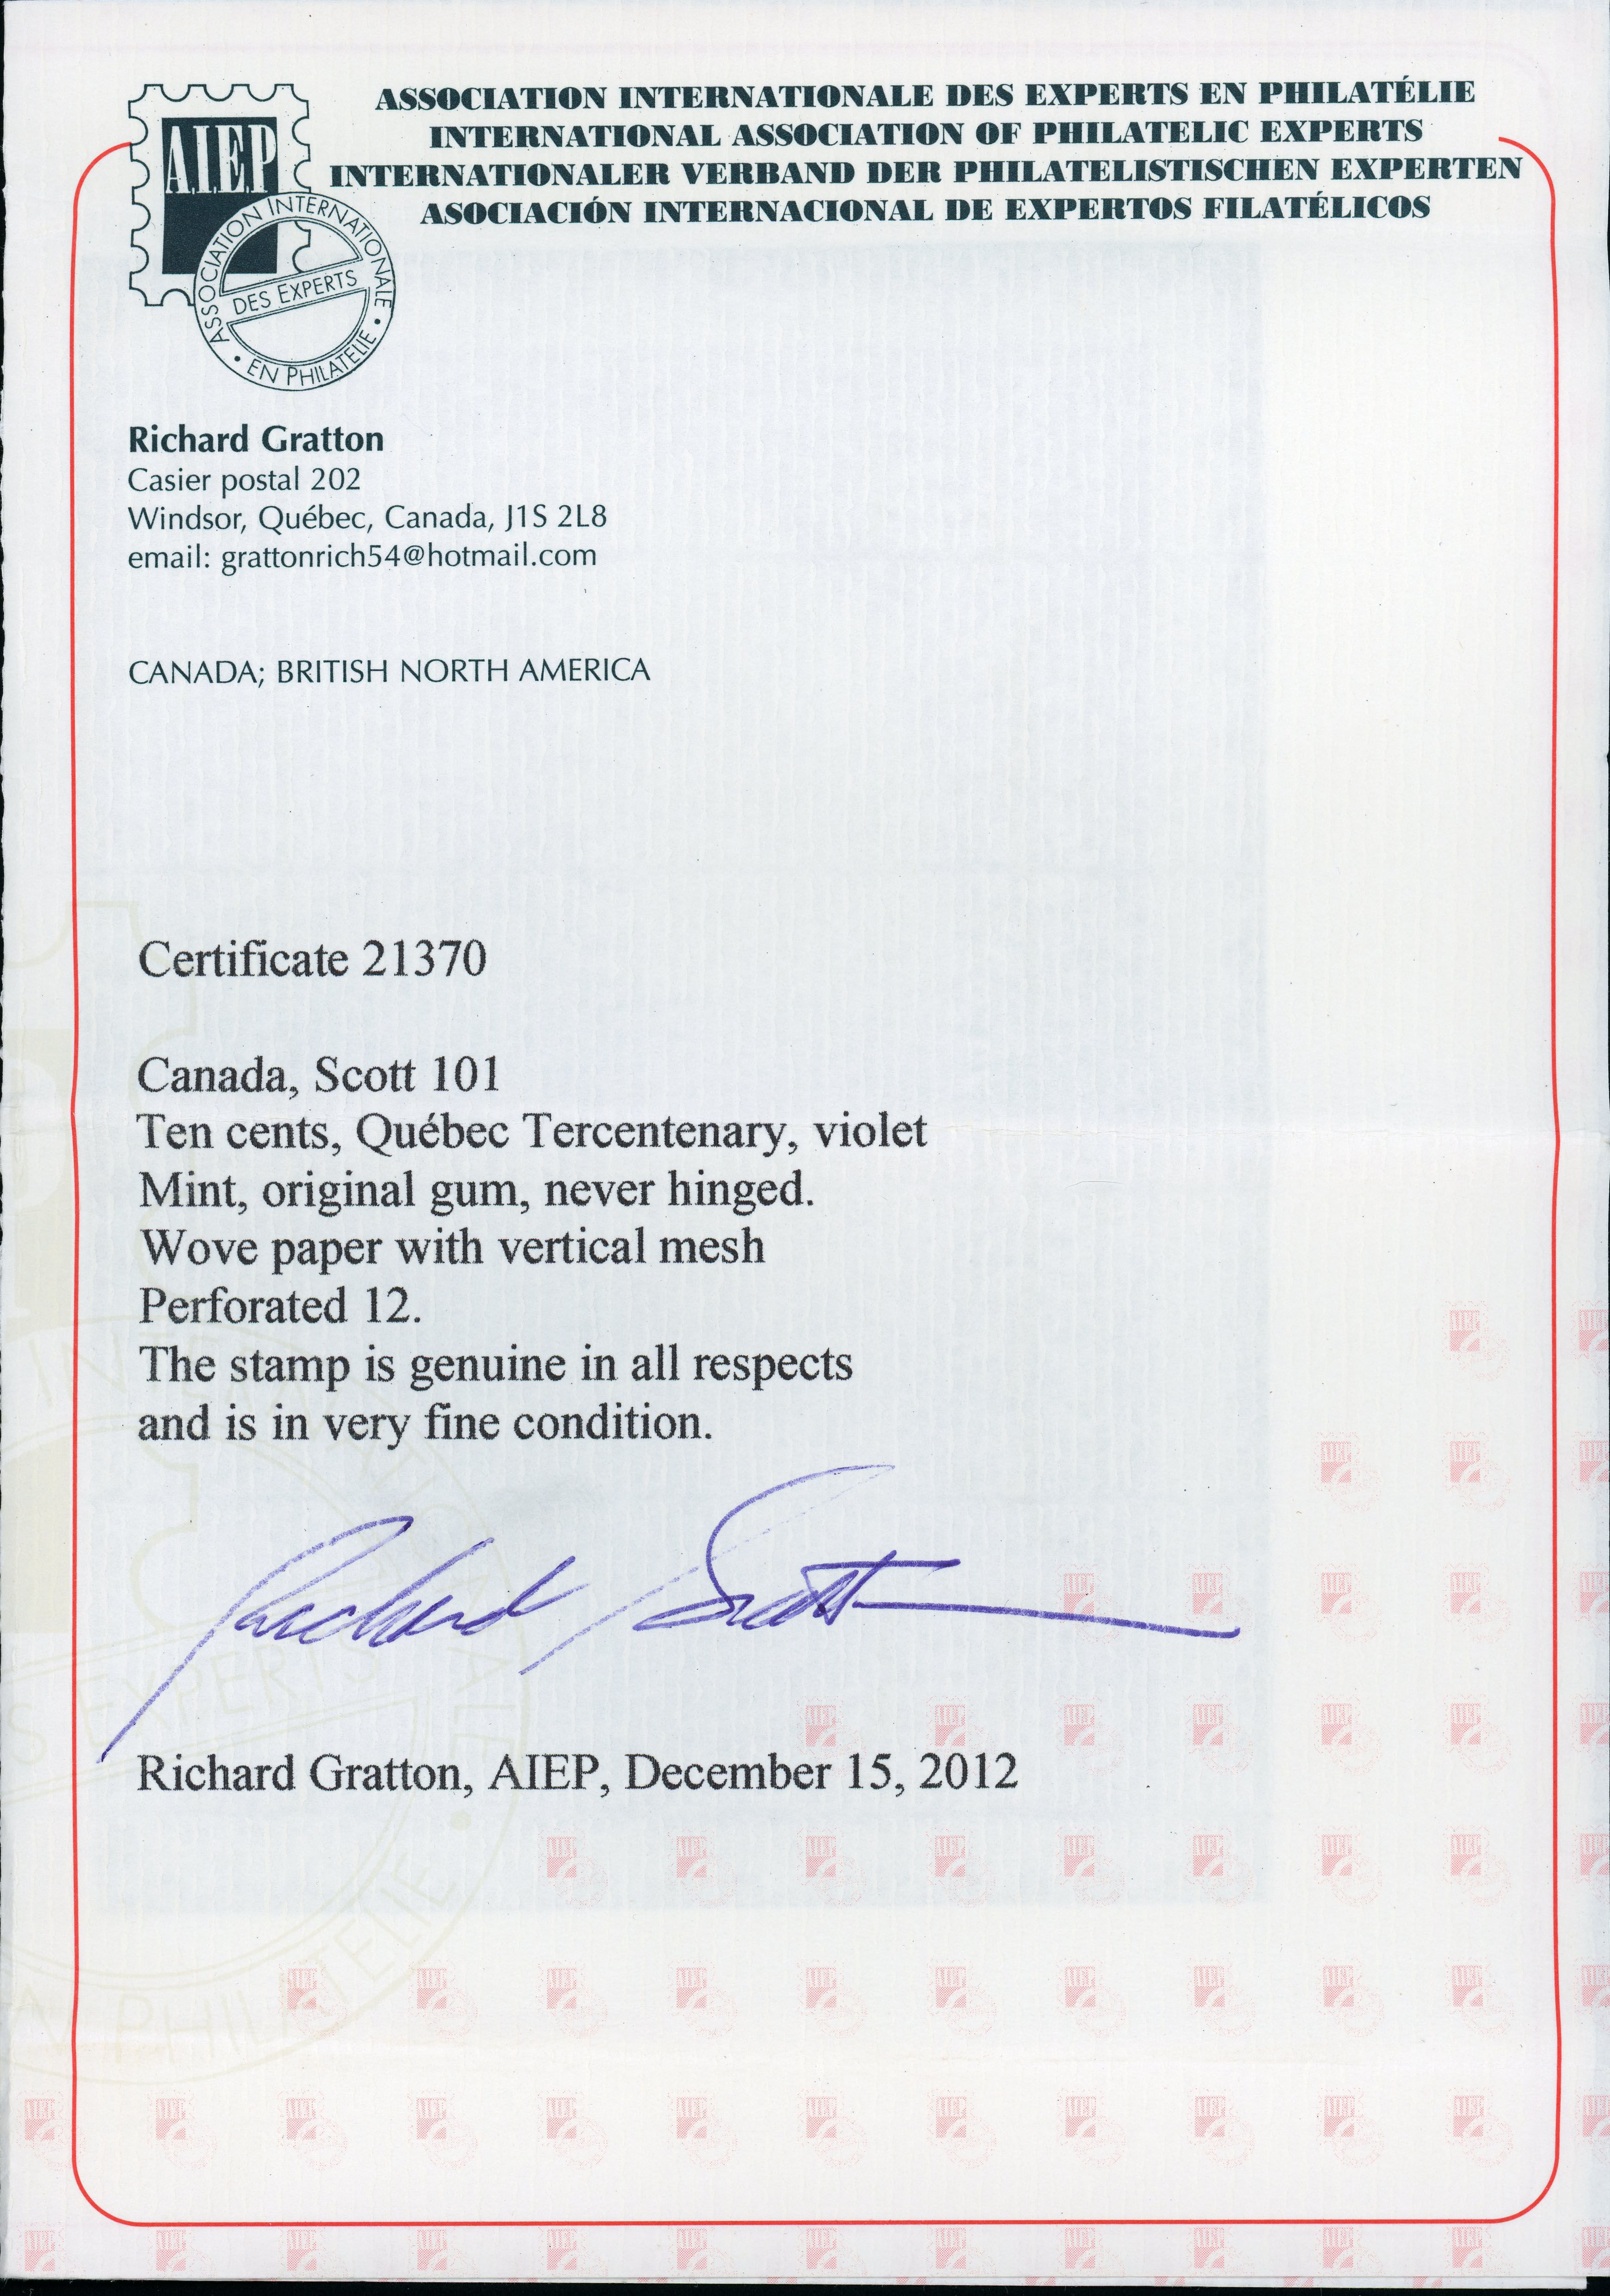 ASSOCIATION INTERNATIONALE DES EXPERTS EN PHILATÉLIE
INTERNATIONAL ASSOCIATION OF PHILATELIC EXPERTS
INTERNATIONALER VERBAND DER PHILATELISTISCHEN EXPERTEN
ASOCIACIÓN INTERNACIONAL DE EXPERTOS FILATÉLICOS
AIEP
ASSOCIATION INTERNATIONALE
DES EXPERTS
• EN PHILATELIE •
Richard Gratton
Casier postal 202
Windsor, Québec, Canada, J1S 2L8
email: grattonrich54@hotmail.com
CANADA; BRITISH NORTH AMERICA
Certificate 21370
Canada, Scott 101
Ten cents, Québec Tercentenary, violet
Mint, original gum, never hinged.
Wove paper with vertical mesh
Perforated 12.
The stamp is genuine in all respects
and is in very fine condition.
Richard Gratton
Richard Gratton, AIEP, December 15, 2012